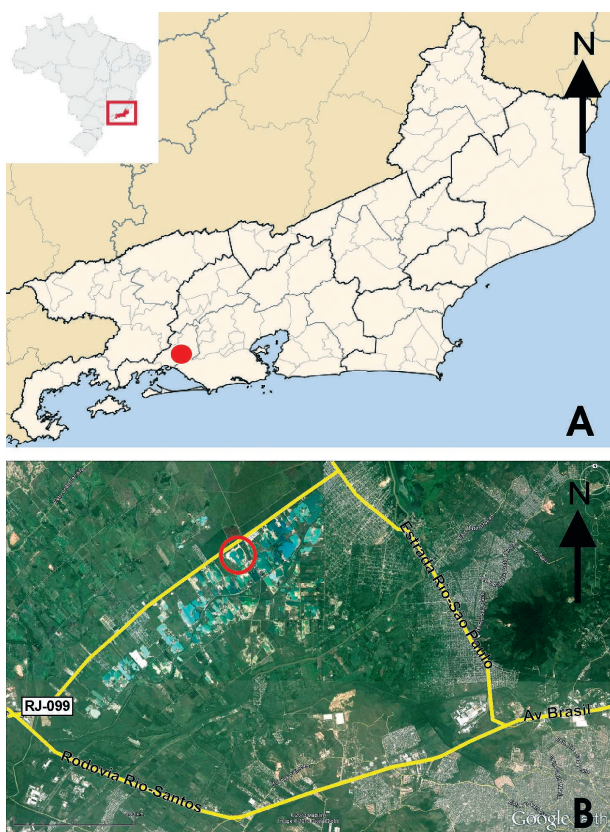 N
A
N
Estrada Rio-São Paulo
RJ-099
Av Brasil
Rodovia Rio-Santos
Google earth
B